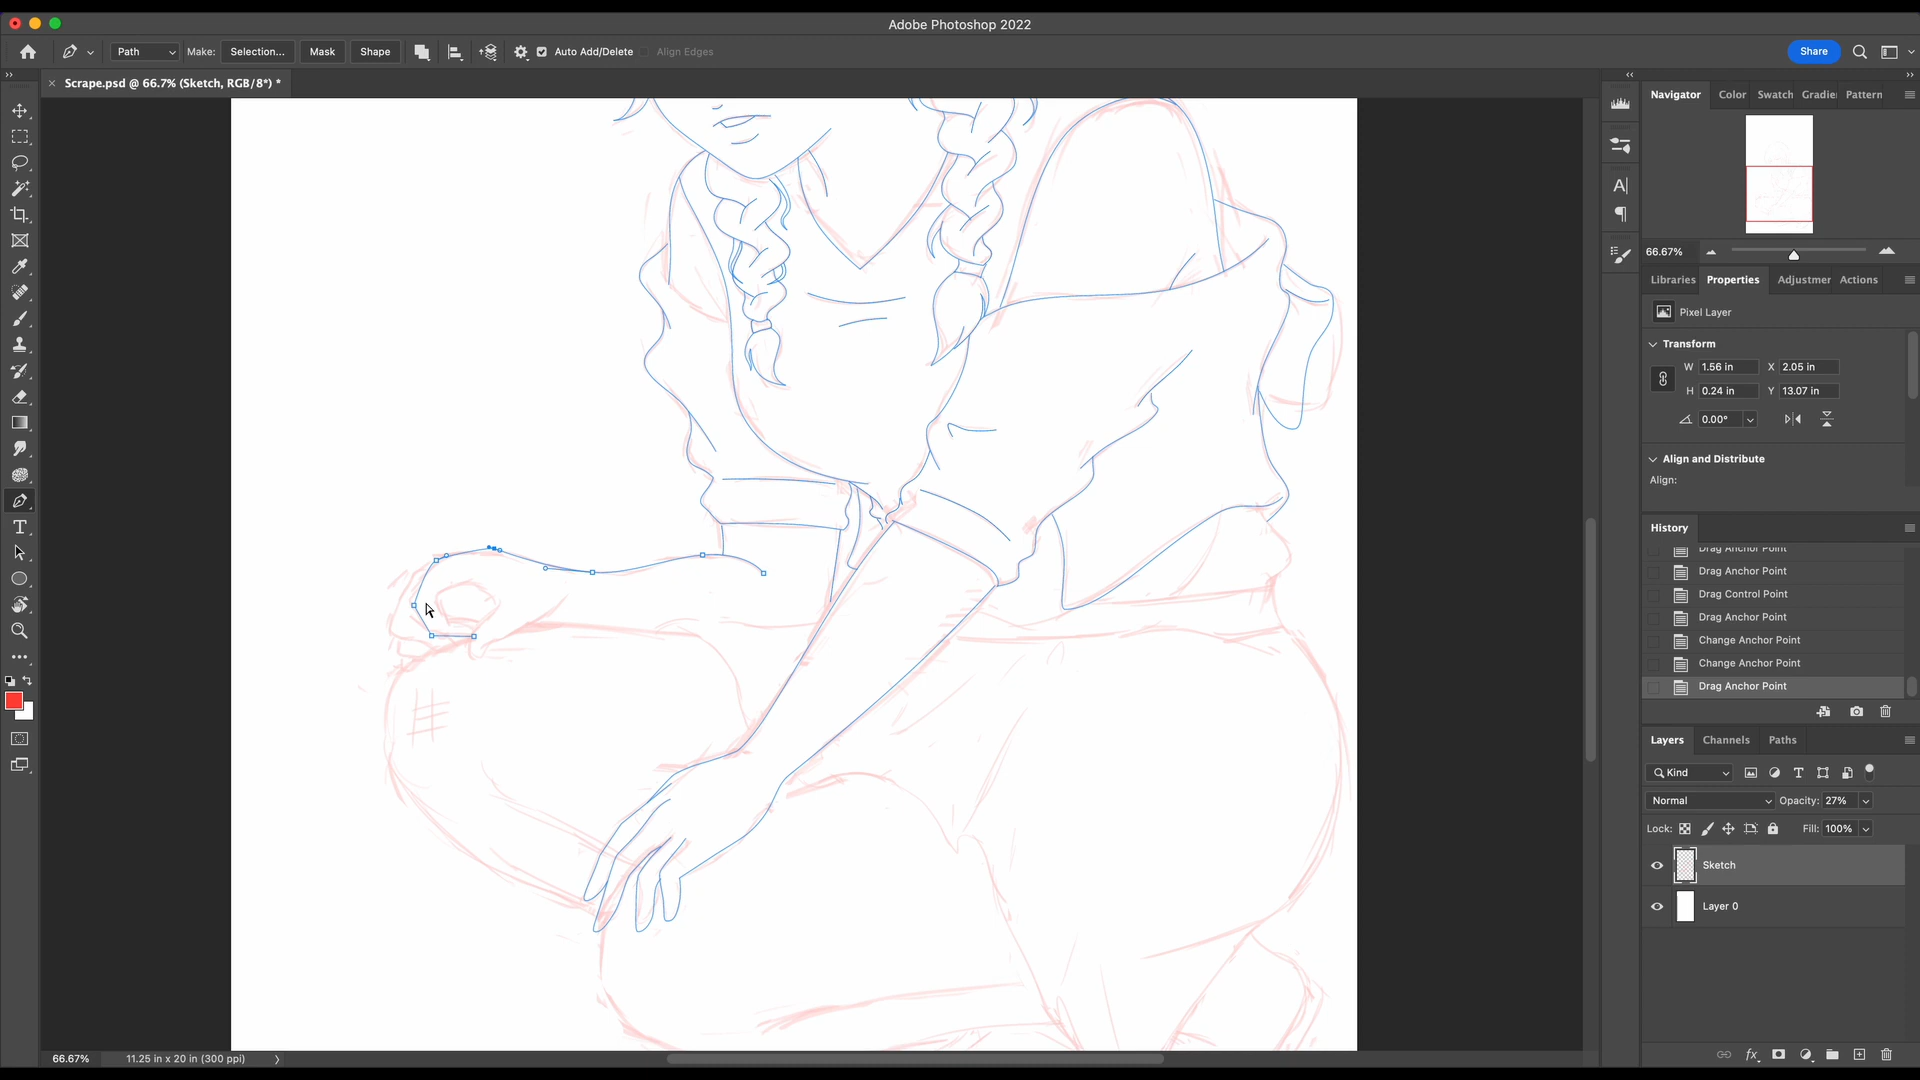 Adobe Photoshop 2022
Path
Make:
Selection...
Mask
Shape
Auto Add/Delete
Align Edges
Share
Scrape.psd @ 66.7% (Sketch, RGB/8*) *
Navigator
Color
Swatch
Gradie
Pattern
66.67%
Libraries
Properties
Adjustmer
Actions
Pixel Layer
Transform
W 1.56 in X 2.05 in
H 0.24 in Y 13.07 in
0.00°
Align and Distribute
Align:
History
Drag Anchor Point
Drag Anchor Point
Drag Control Point
Drag Anchor Point
Change Anchor Point
Change Anchor Point
Drag Anchor Point
Layers
Channels
Paths
Kind
Normal
Opacity: 27%
Lock:
Fill: 100%
Sketch
Layer 0
66.67%
11.25 in x 20 in (300 ppi)